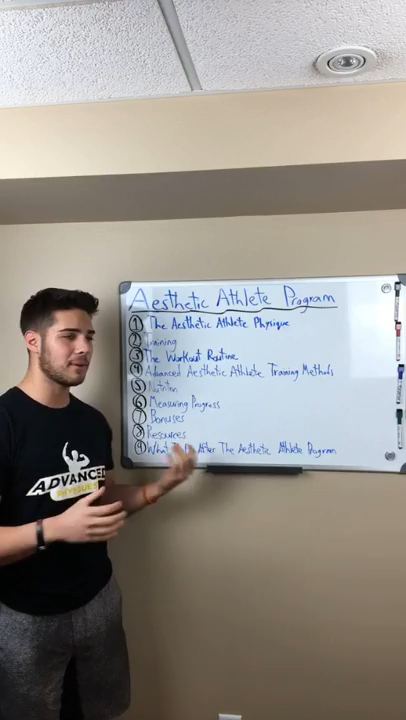 Aesthetic Athlete Program
1 The Aesthetic Athlete Physique
2 Training
3 The Workout Routine
4 Advanced Aesthetic Athlete Training Methods
5 Nutrition
6 Measuring Progress
7 Bonuses
8 Resources
9 What After The Aesthetic Athlete Program
ADVANCED
PHYSIQUES